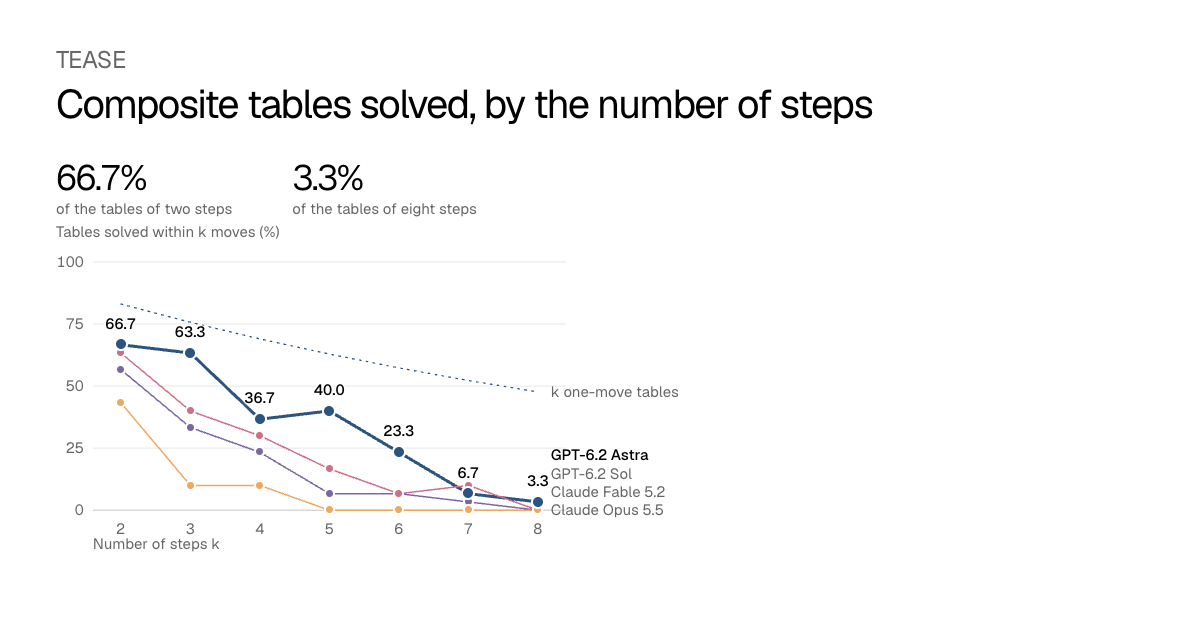 TEASE
Composite tables solved, by the number of steps
66.7%
3.3%
of the tables of two steps
of the tables of eight steps
Tables solved within k moves (%)
100
75
50
25
0
66.7
63.3
36.7
40.0
23.3
6.7
3.3
k one-move tables
GPT-6.2 Astra
GPT-6.2 Sol
Claude Fable 5.2
Claude Opus 5.5
2 3 4 5 6 7 8
Number of steps k